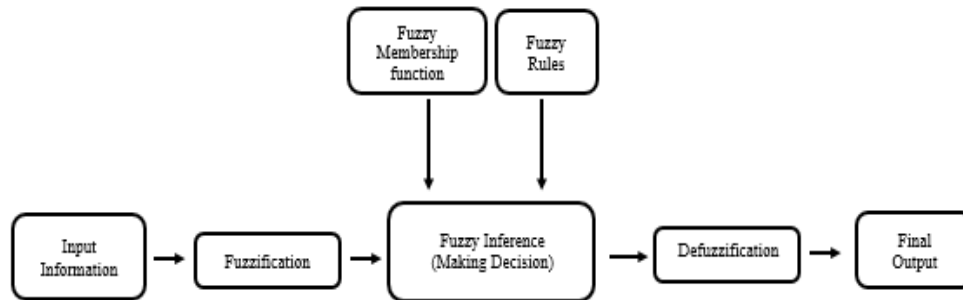 Fuzzy
Membership
function
Fuzzy
Rules
Input
Information
Fuzzification
Fuzzy Inference
(Making Decision)
Defuzzification
Final
Output